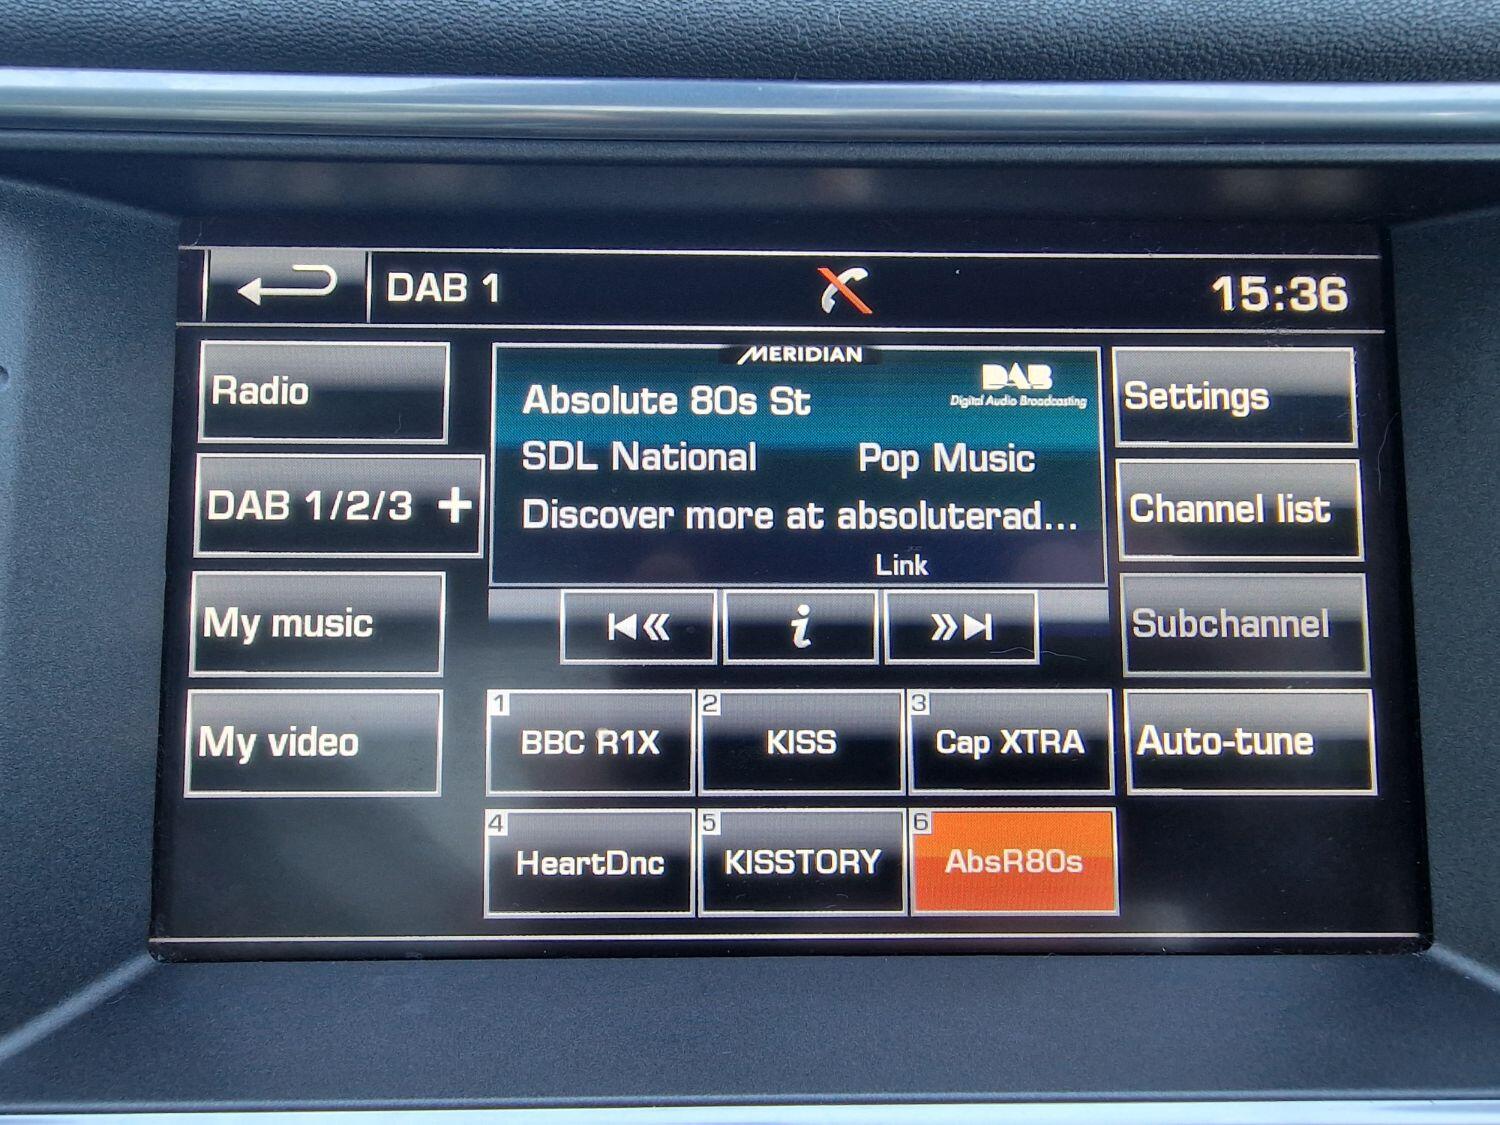 DAB 1
15:36
Radio
DAB 1/2/3 +
My music
My video
MERIDIAN
DAB
Digital Audio Broadcasting
Absolute 80s St
SDL National Pop Music
Discover more at absoluterad...
Link
i
Settings
Channel list
Subchannel
Auto-tune
1 BBC R1X
2 KISS
3 Cap XTRA
4 HeartDnc
5 KISSTORY
6 AbsR80s